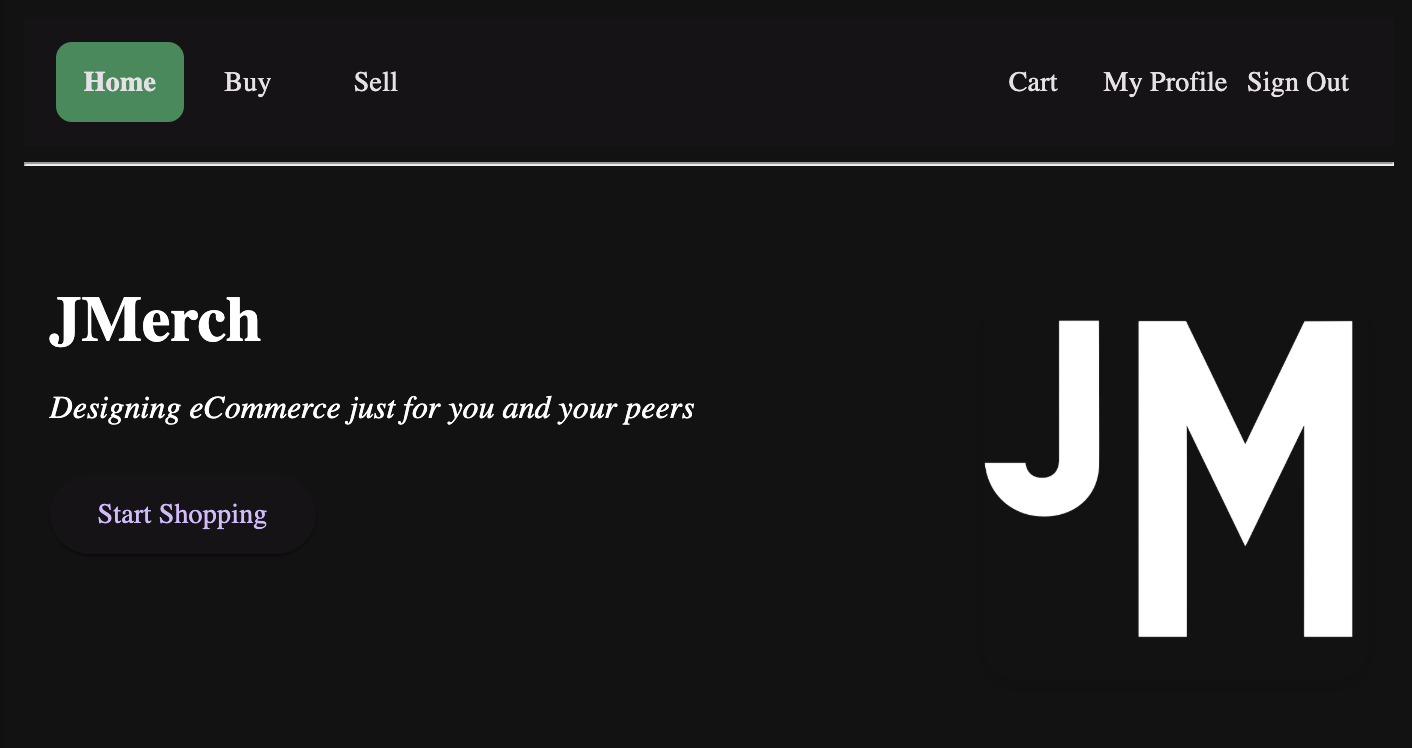 Home Buy Sell Cart My Profile Sign Out
JMerch
Designing eCommerce just for you and your peers
Start Shopping
JM